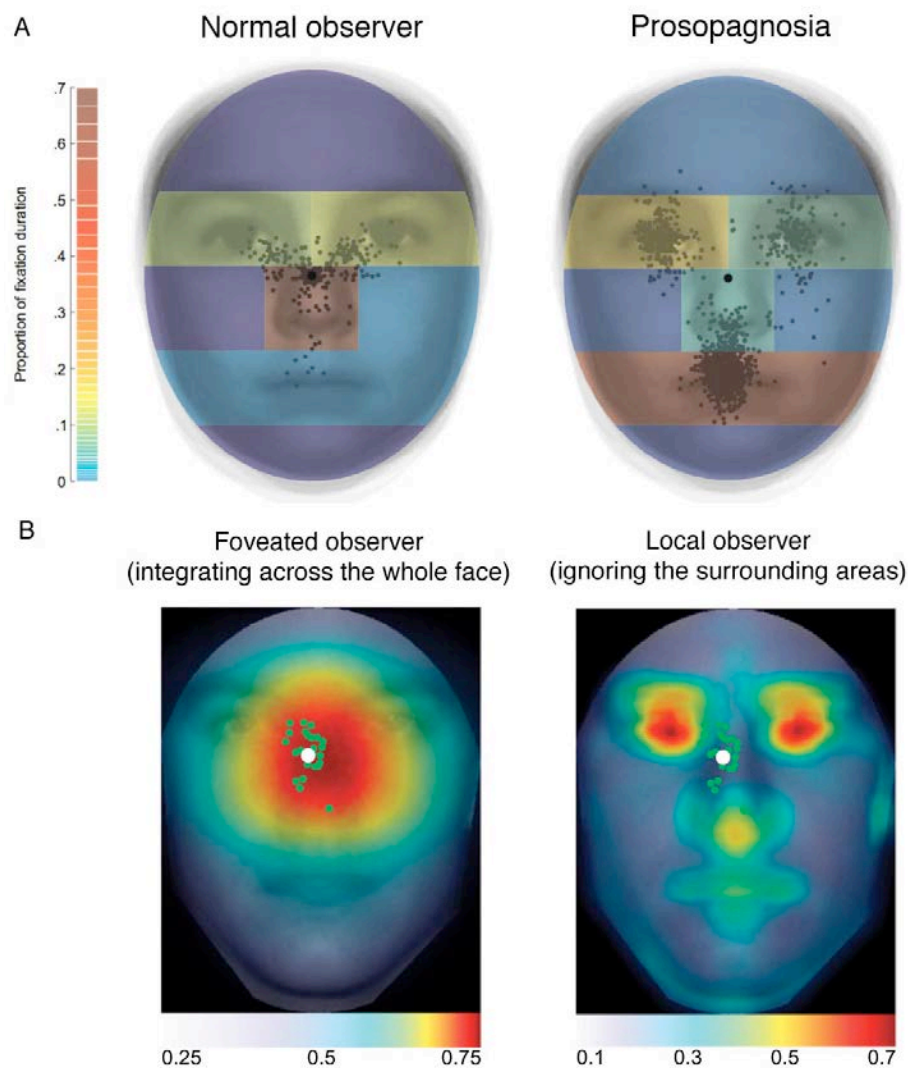 A
Normal observer
Prosopagnosia
Proportion of fixation duration
.7
.6
.5
.4
.3
.2
.1
0
B
Foveated observer
(integrating across the whole face)
Local observer
(ignoring the surrounding areas)
0.25 0.5 0.75
0.1 0.3 0.5 0.7